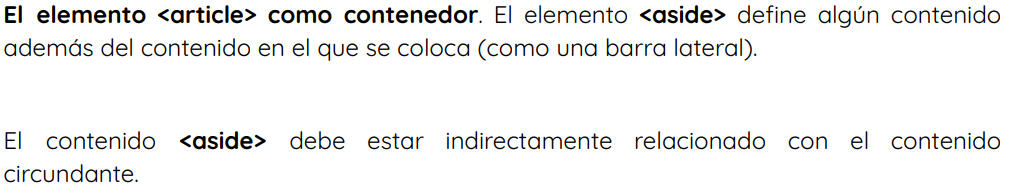 El elemento <article> como contenedor. El elemento <aside> define algún contenido
además del contenido en el que se coloca (como una barra lateral).
El contenido <aside> debe estar indirectamente relacionado con el contenido
circundante.